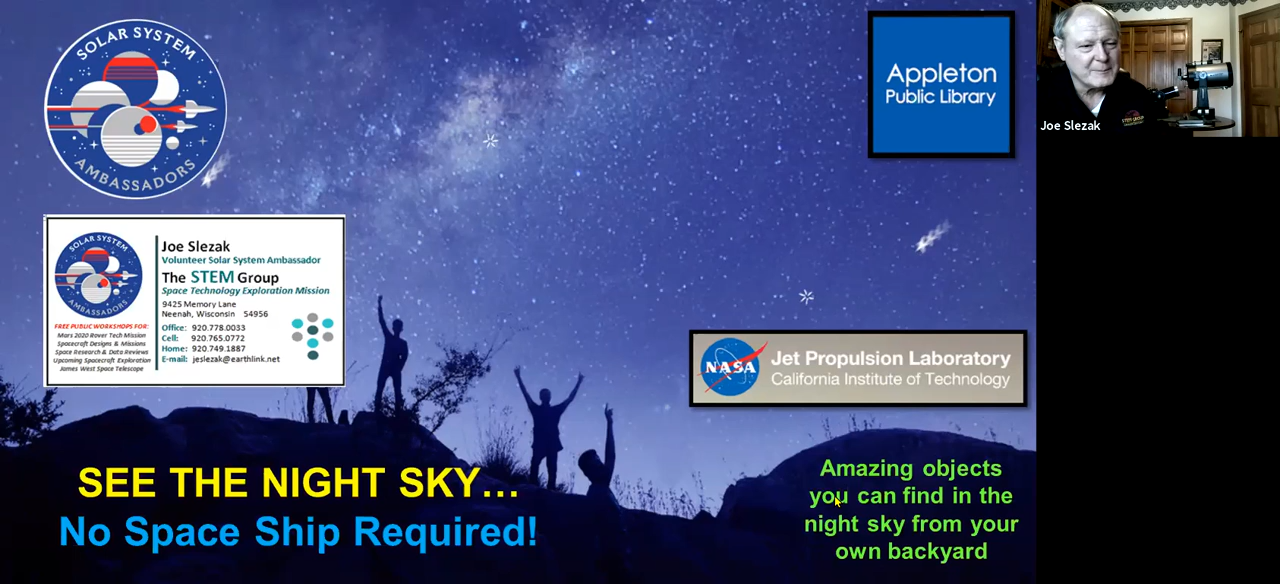 SOLAR SYSTEM
AMBASSADORS
Appleton
Public Library
Joe Slezak
SOLAR SYSTEM
AMBASSADORS
FREE PUBLIC WORKSHOPS FOR:
Mars 2020 Rover Tech Mission
Spacecraft Designs & Missions
Space Research & Data Reviews
Upcoming Spacecraft Exploration
James West Space Telescope
Joe Slezak
Volunteer Solar System Ambassador
The STEM Group
Space Technology Exploration Mission
9425 Memory Lane
Neenah, Wisconsin 54956
Office: 920.778.0033
Cell: 920.765.0772
Home: 920.749.1887
E-mail: jeslezak@earthlink.net
NASA
Jet Propulsion Laboratory
California Institute of Technology
SEE THE NIGHT SKY...
No Space Ship Required!
Amazing objects
you can find in the
night sky from your
own backyard